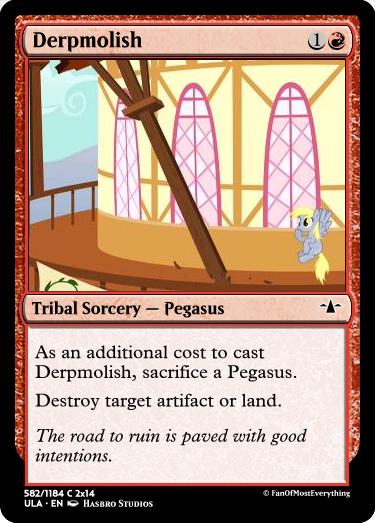 Derpmolish 1
Tribal Sorcery — Pegasus
As an additional cost to cast
Derpmolish, sacrifice a Pegasus.
Destroy target artifact or land.
The road to ruin is paved with good
intentions.
582/1184 C 2x14
ULA · EN Hasbro Studios
© FanOfMostEverything